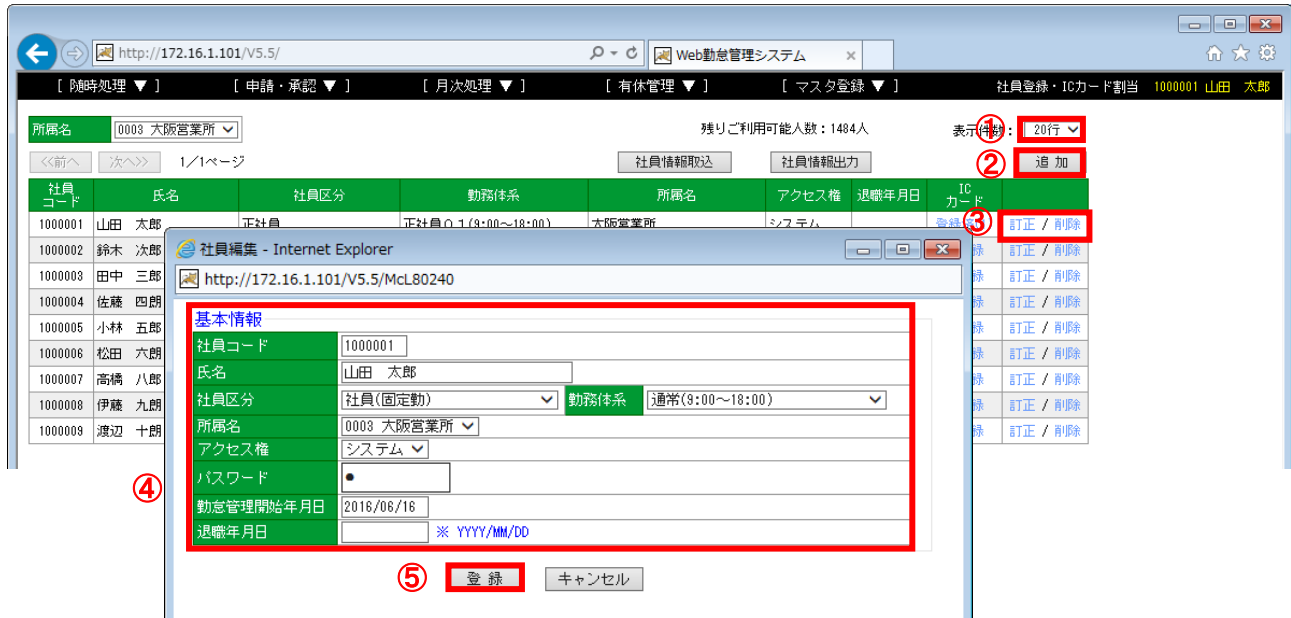 http://172.16.1.101/V5.5/
Web勤怠管理システム
[ 随時処理 ▼ ] [ 申請・承認 ▼ ] [ 月次処理 ▼ ] [ 有休管理 ▼ ] [ マスタ登録 ▼ ] 社員登録・ICカード割当 1000001 山田 太郎
所属名 0003 大阪営業所 残りご利用可能人数：1484人 表示件数： ① 20行
<<前へ 次へ>> 1／1ページ 社員情報取込 社員情報出力 ② 追 加
社員コード 氏名 社員区分 勤務体系 所属名 アクセス権 退職年月日 ICカード
1000001 山田 太郎 正社員 正社員０１(9:00～18:00) 大阪営業所 システム ③ 訂正 / 削除
1000002 鈴木 次郎 訂正 / 削除
1000003 田中 三郎 訂正 / 削除
1000004 佐藤 四朗 訂正 / 削除
1000005 小林 五郎 訂正 / 削除
1000006 松田 六朗 訂正 / 削除
1000007 高橋 八郎 訂正 / 削除
1000008 伊藤 九朗 訂正 / 削除
1000009 渡辺 十朗 訂正 / 削除
社員編集 - Internet Explorer
http://172.16.1.101/V5.5/McL80240
④
基本情報
社員コード 1000001
氏名 山田 太郎
社員区分 社員(固定勤) 勤務体系 通常(9:00～18:00)
所属名 0003 大阪営業所
アクセス権 システム
パスワード ●
勤怠管理開始年月日 2016/06/16
退職年月日 ※ YYYY/MM/DD
⑤ 登 録 キャンセル